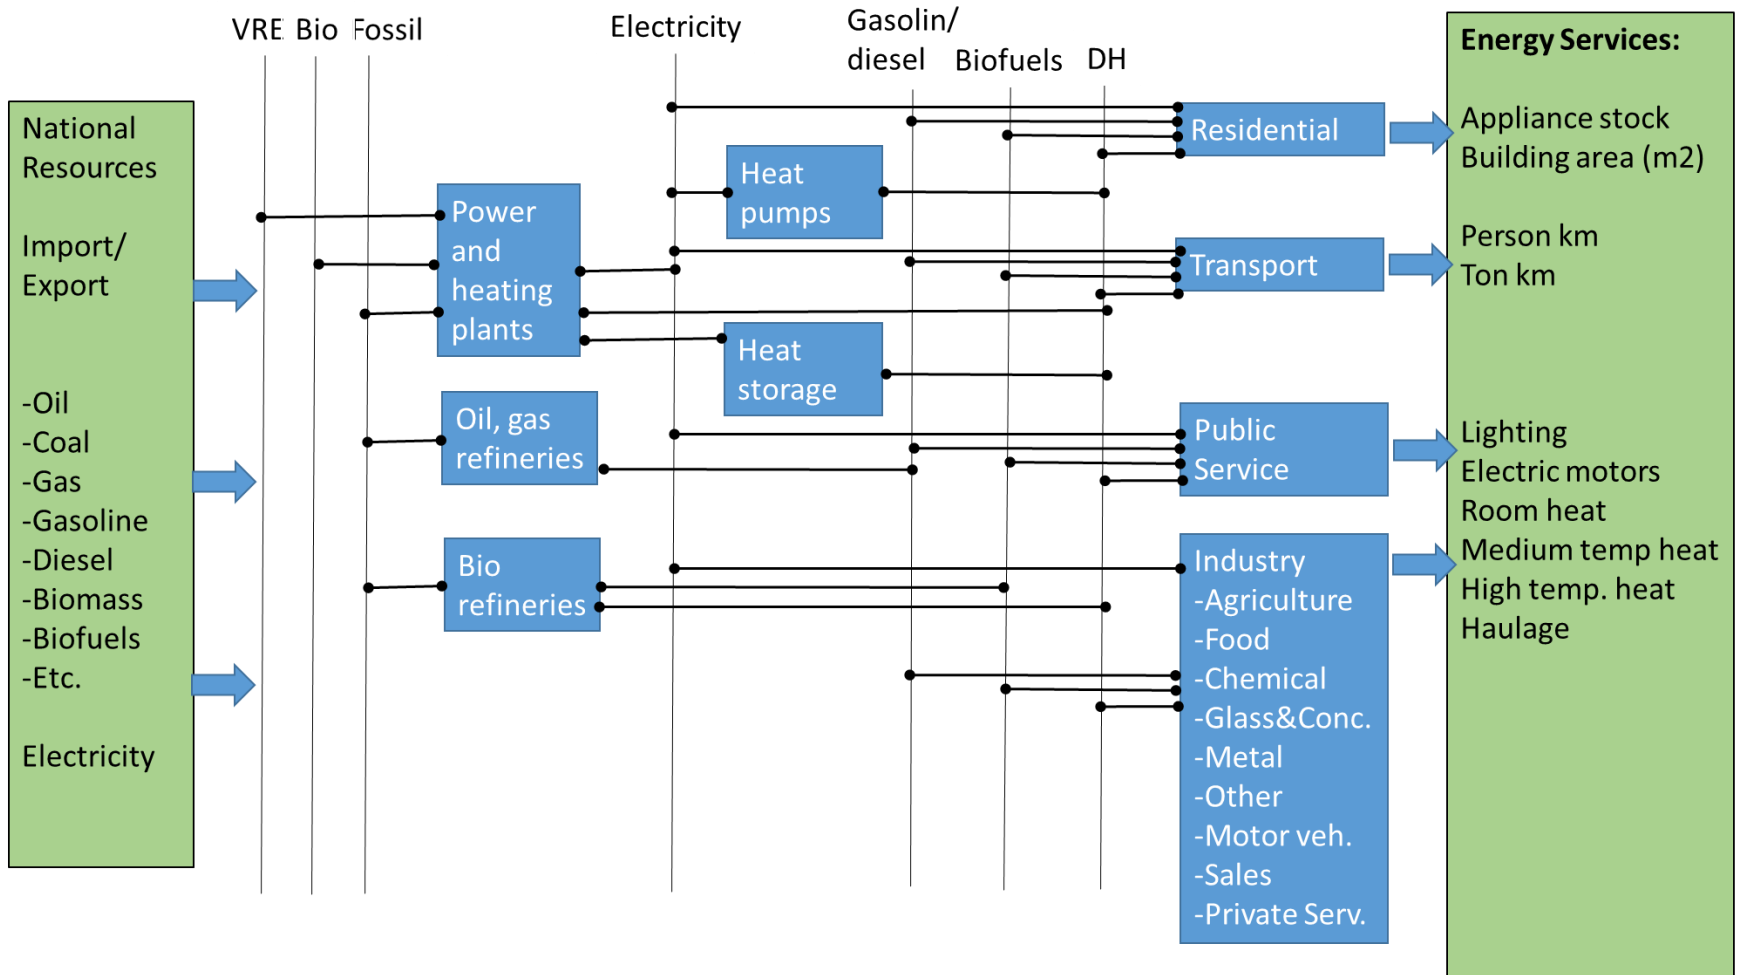 VRE Bio Fossil
Electricity
Gasolin/
diesel
Biofuels
DH
National
Resources
Import/
Export
-Oil
-Coal
-Gas
-Gasoline
-Diesel
-Biomass
-Biofuels
-Etc.
Electricity
Power
and
heating
plants
Oil, gas
refineries
Bio
refineries
Heat
pumps
Heat
storage
Residential
Transport
Public
Service
Industry
-Agriculture
-Food
-Chemical
-Glass&Conc.
-Metal
-Other
-Motor veh.
-Sales
-Private Serv.
Energy Services:
Appliance stock
Building area (m2)
Person km
Ton km
Lighting
Electric motors
Room heat
Medium temp heat
High temp. heat
Haulage